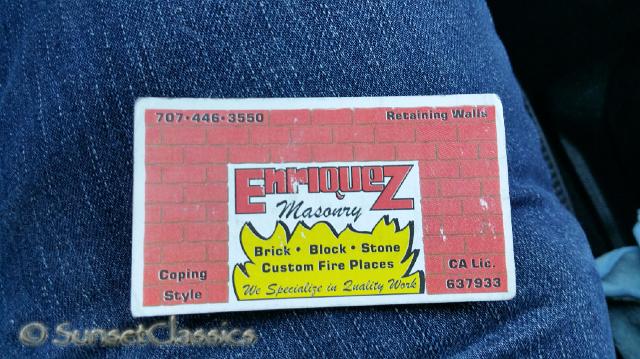 707•446•3550
Retaining Walls
Enriquez
Masonry
Brick • Block • Stone
Custom Fire Places
We Specialize in Quality Work
Coping
Style
CA Lic.
637933
© SunsetClassics